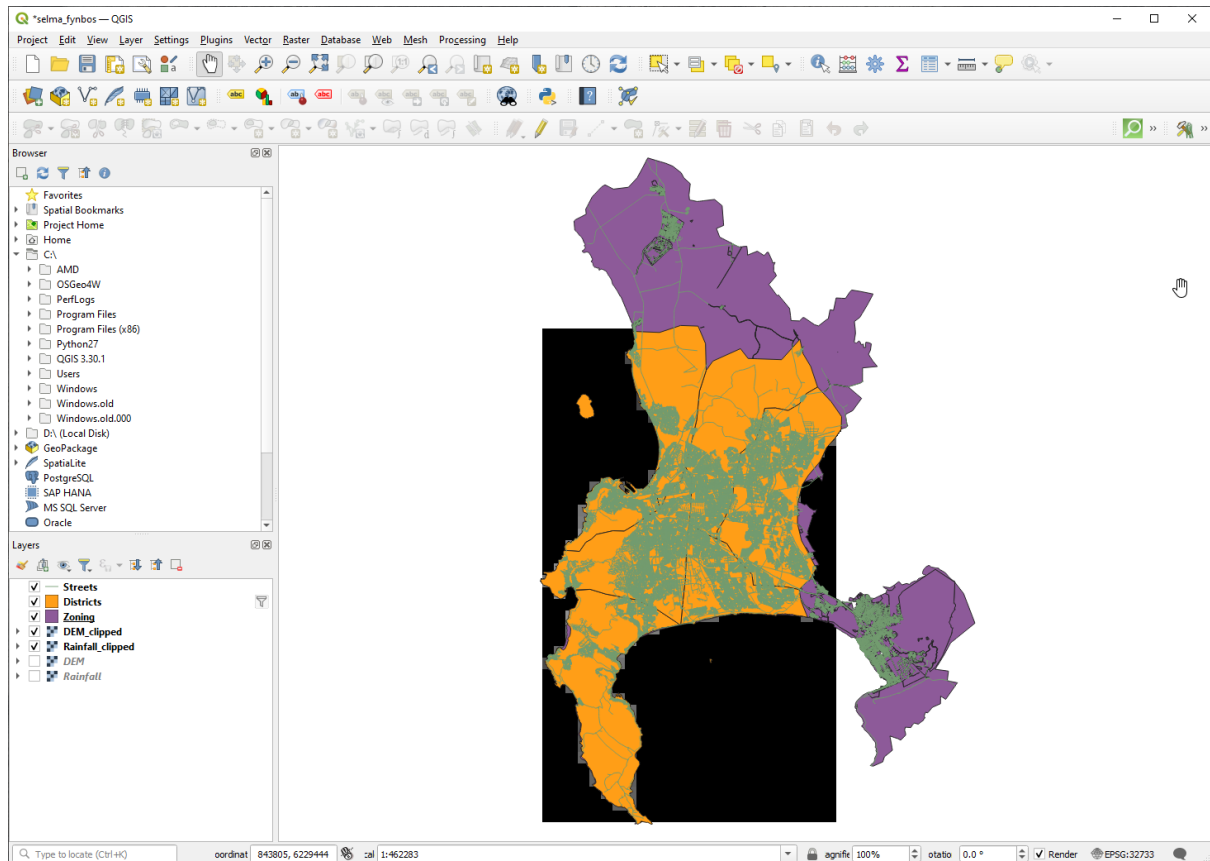 *selma_fynbos — QGIS
Project Edit View Layer Settings Plugins Vector Raster Database Web Mesh Processing Help
abc abc abc
Browser
Favorites
Spatial Bookmarks
Project Home
Home
C:\
AMD
OSGeo4W
PerfLogs
Program Files
Program Files (x86)
Python27
QGIS 3.30.1
Users
Windows
Windows.old
Windows.old.000
D:\ (Local Disk)
GeoPackage
SpatiaLite
PostgreSQL
SAP HANA
MS SQL Server
Oracle
Layers
Streets
Districts
Zoning
DEM_clipped
Rainfall_clipped
DEM
Rainfall
Type to locate (Ctrl+K) oordinat 843805, 6229444 :al 1:462283 agnifie 100% otatio 0.0 ° Render EPSG:32733